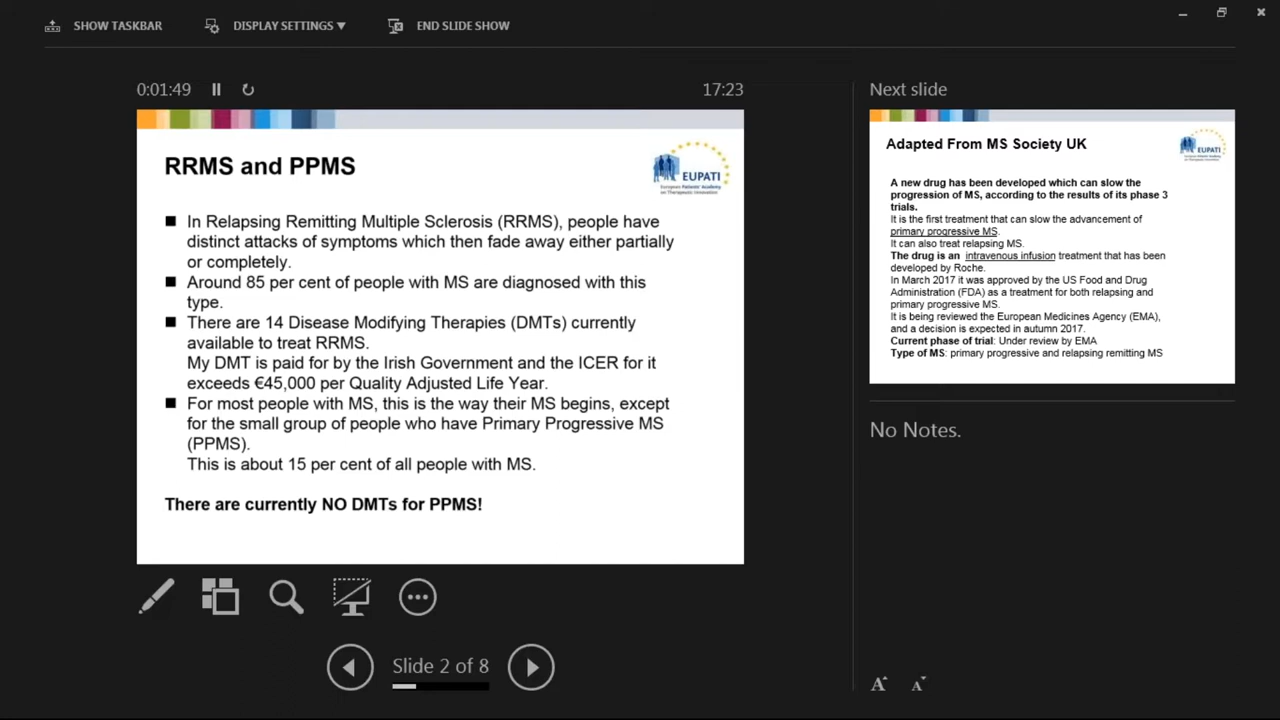 SHOW TASKBAR
DISPLAY SETTINGS ▼
END SLIDE SHOW
0:01:49
17:23
RRMS and PPMS
EUPATI
European Patients' Academy
on Therapeutic Innovation
■ In Relapsing Remitting Multiple Sclerosis (RRMS), people have
distinct attacks of symptoms which then fade away either partially
or completely.
■ Around 85 per cent of people with MS are diagnosed with this
type.
■ There are 14 Disease Modifying Therapies (DMTs) currently
available to treat RRMS.
My DMT is paid for by the Irish Government and the ICER for it
exceeds €45,000 per Quality Adjusted Life Year.
■ For most people with MS, this is the way their MS begins, except
for the small group of people who have Primary Progressive MS
(PPMS).
This is about 15 per cent of all people with MS.
There are currently NO DMTs for PPMS!
Slide 2 of 8
Next slide
Adapted From MS Society UK
EUPATI
A new drug has been developed which can slow the
progression of MS, according to the results of its phase 3
trials.
It is the first treatment that can slow the advancement of
primary progressive MS.
It can also treat relapsing MS.
The drug is an intravenous infusion treatment that has been
developed by Roche.
In March 2017 it was approved by the US Food and Drug
Administration (FDA) as a treatment for both relapsing and
primary progressive MS.
It is being reviewed the European Medicines Agency (EMA),
and a decision is expected in autumn 2017.
Current phase of trial: Under review by EMA
Type of MS: primary progressive and relapsing remitting MS
No Notes.
A A